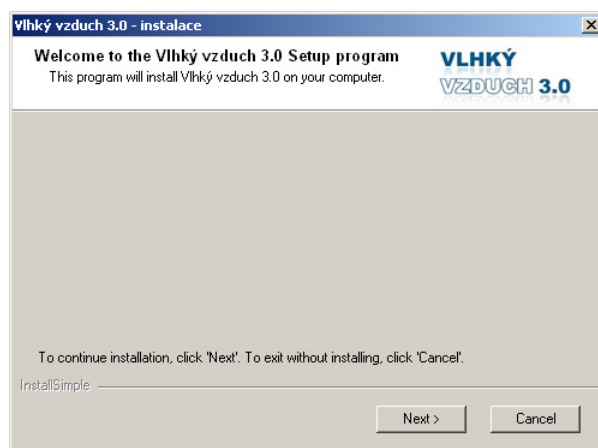 Vlhký vzduch 3.0 - instalace
Welcome to the Vlhký vzduch 3.0 Setup program
This program will install Vlhký vzduch 3.0 on your computer.
VLHKÝ
VZDUCH 3.0
To continue installation, click 'Next'. To exit without installing, click 'Cancel'.
InstallSimple
Next >
Cancel